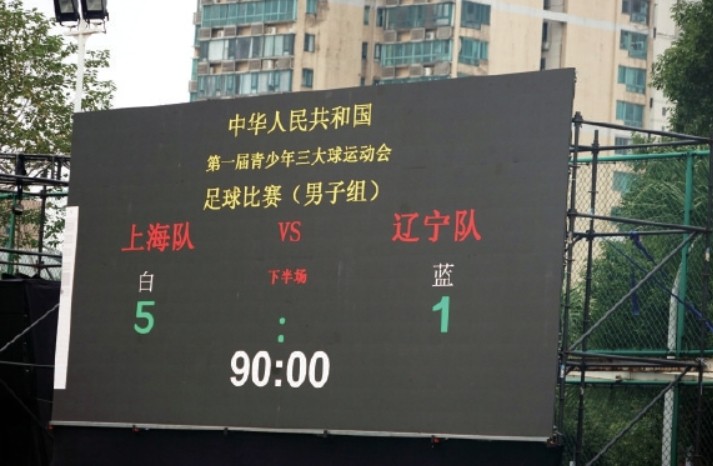 中华人民共和国
第一届青少年三大球运动会
足球比赛（男子组）
上海队 VS 辽宁队
白 下半场 蓝
5 : 1
90:00